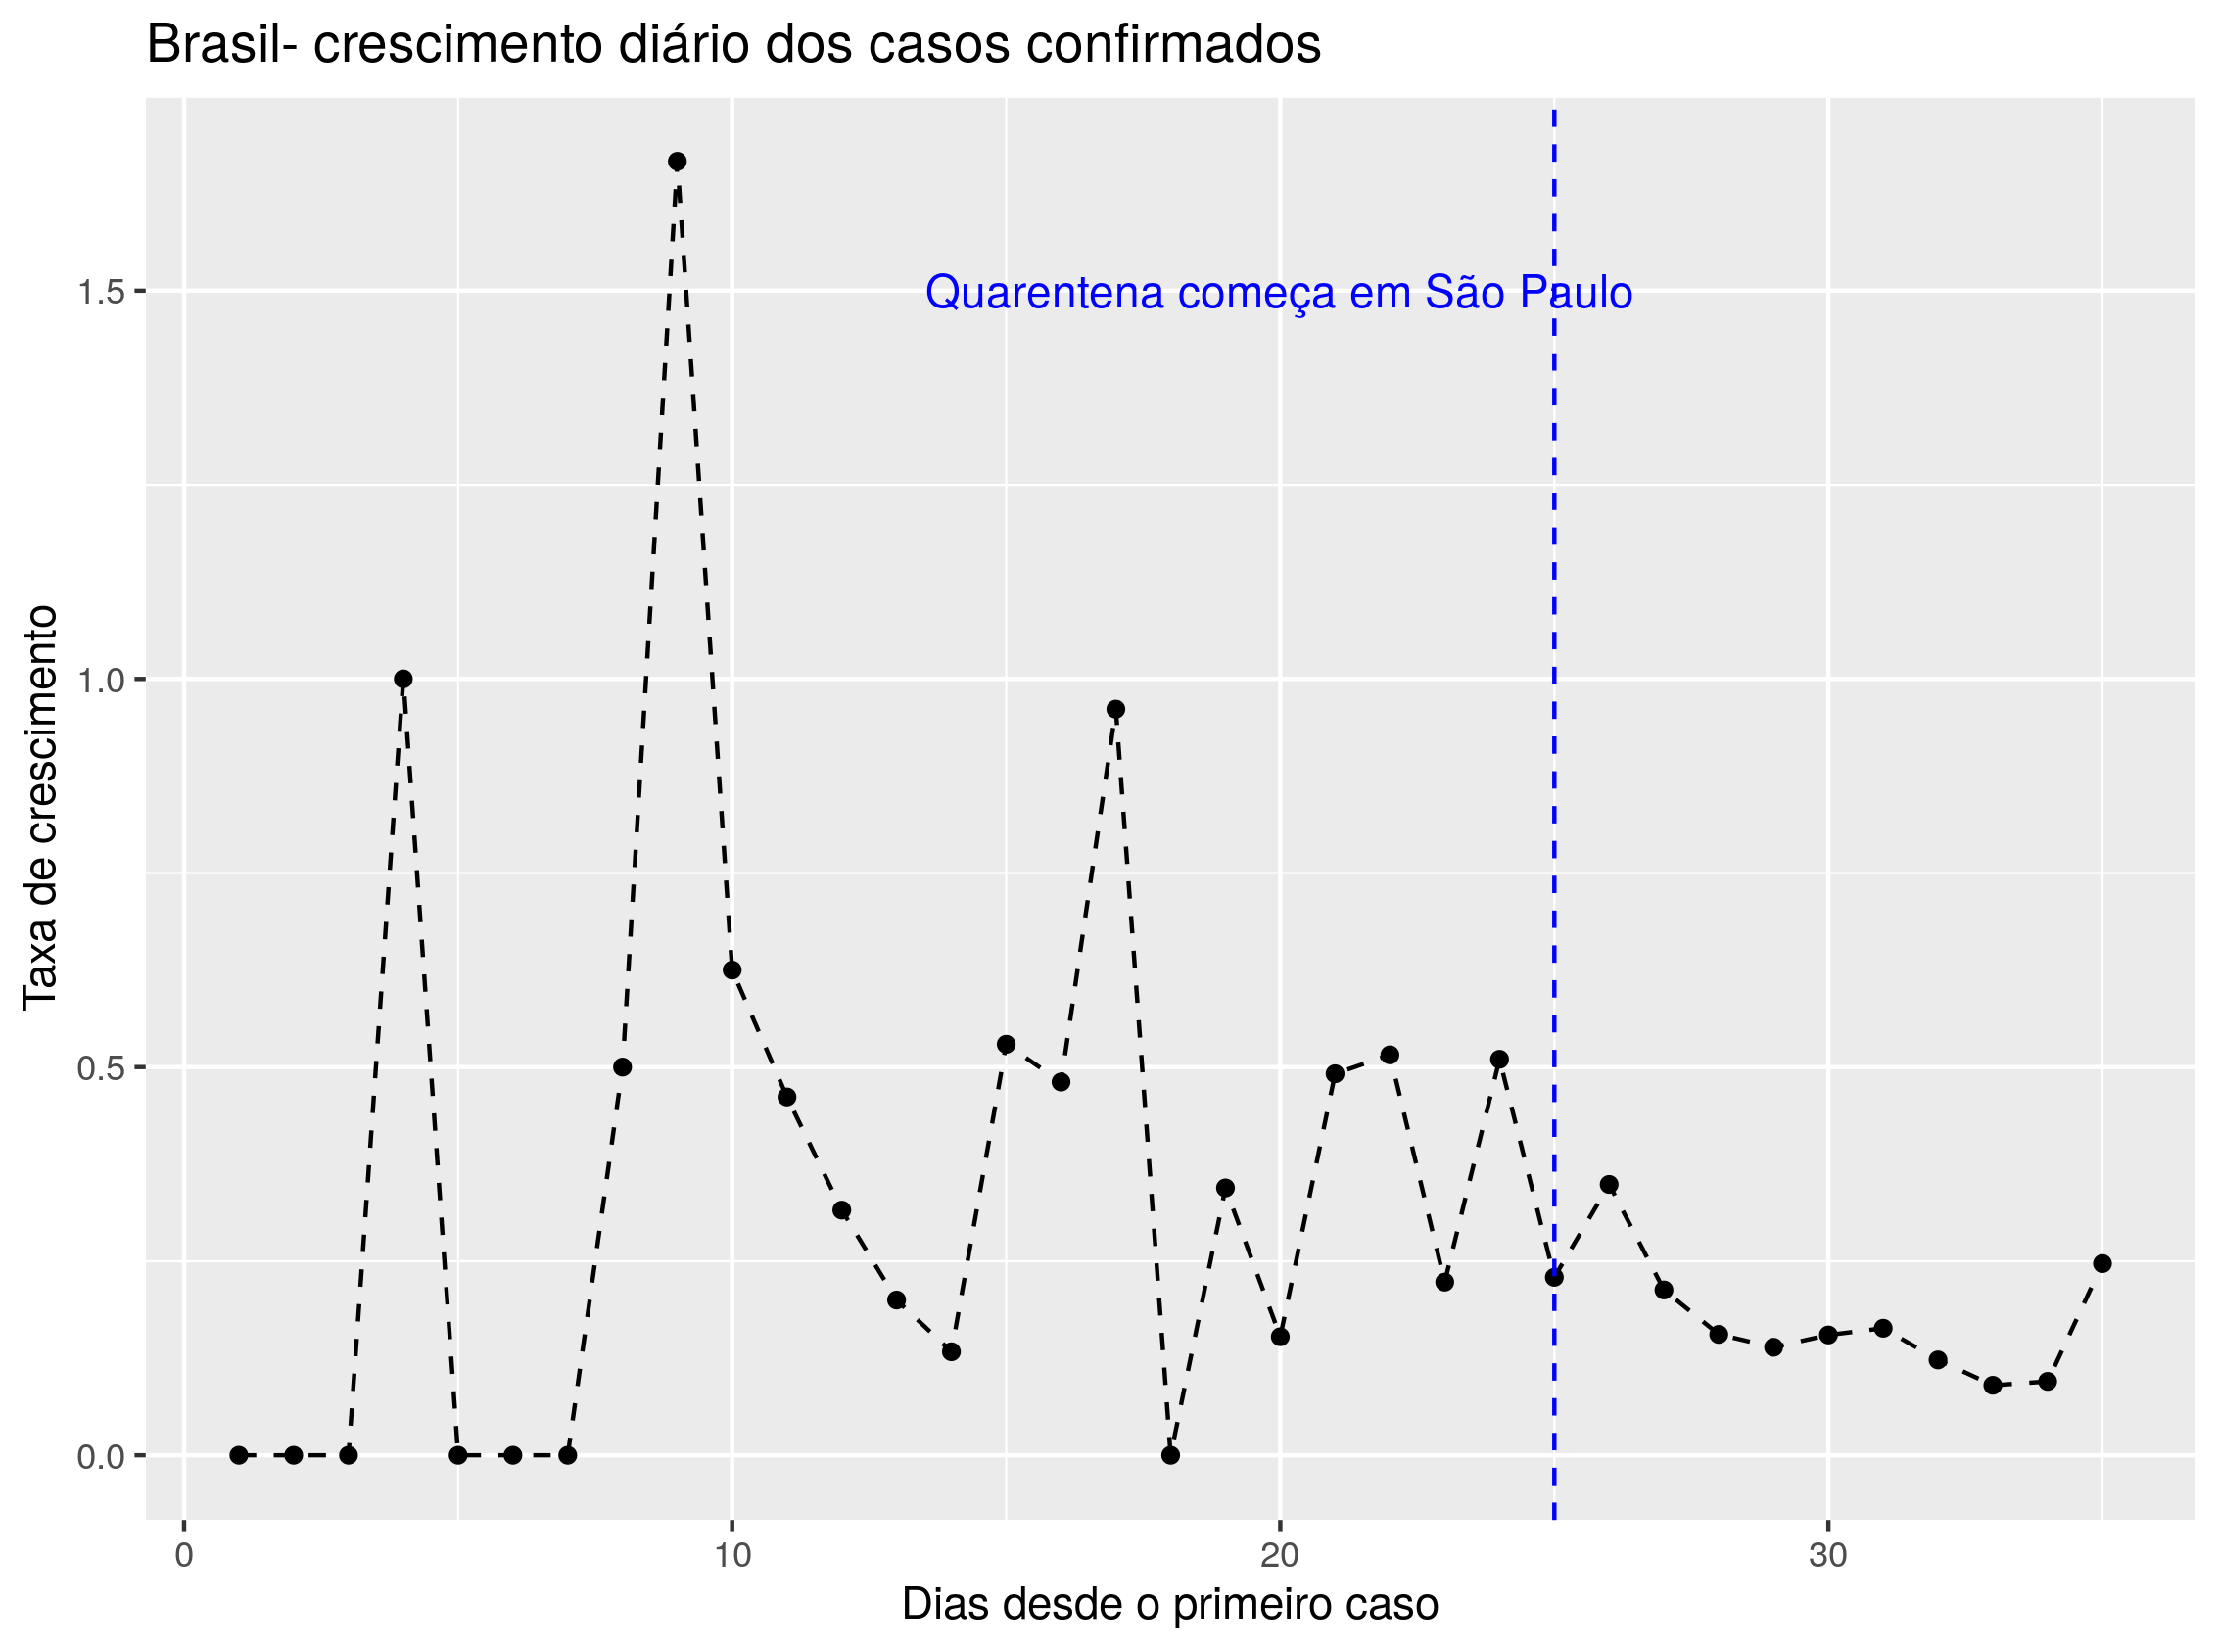 Brasil- crescimento diário dos casos confirmados
Quarentena começa em São Paulo
Taxa de crescimento
1.5
1.0
0.5
0.0
0 10 20 30
Dias desde o primeiro caso